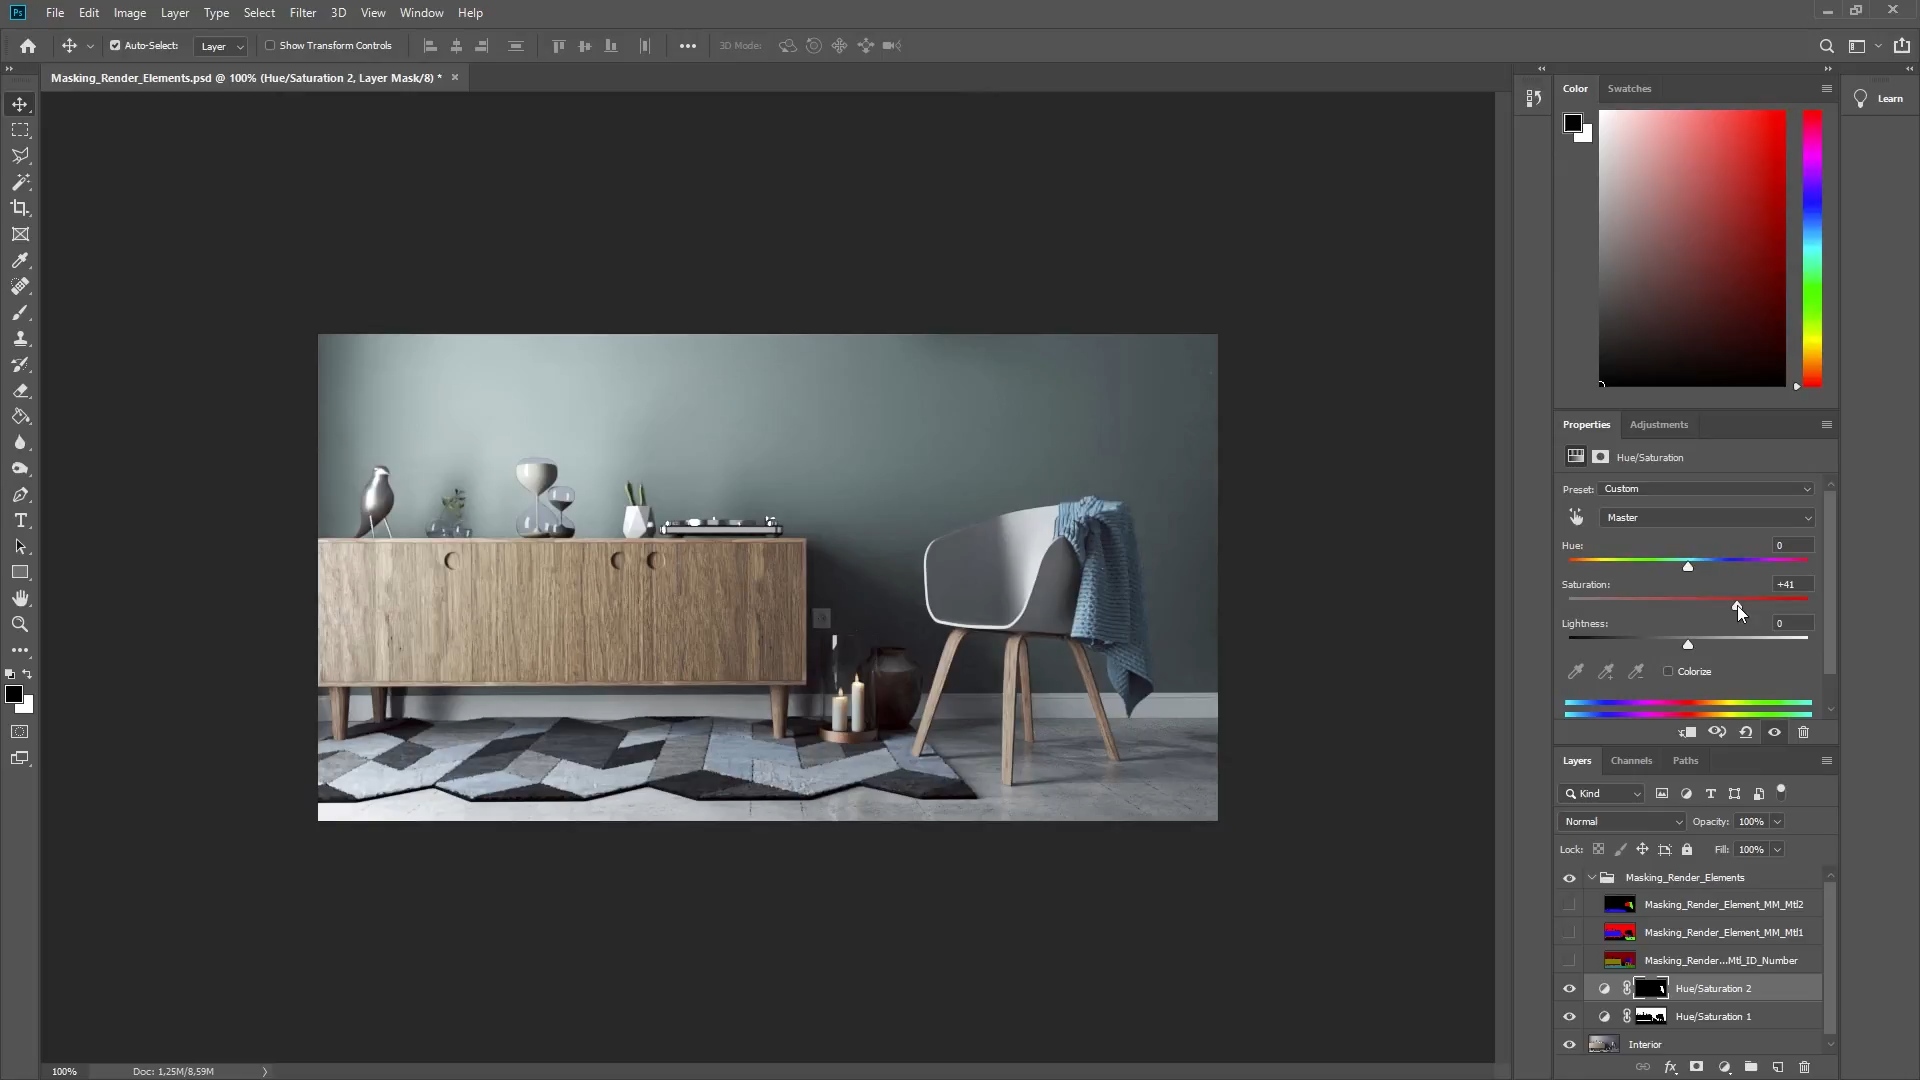 Ps File Edit Image Layer Type Select Filter 3D View Window Help
Auto-Select: Layer Show Transform Controls 3D Mode:
Masking_Render_Elements.psd @ 100% (Hue/Saturation 2, Layer Mask/8) *
Color Swatches
Learn
Properties Adjustments
Hue/Saturation
Preset: Custom
Master
Hue: 0
Saturation: +41
Lightness: 0
Colorize
Layers Channels Paths
Kind
Normal Opacity: 100%
Lock: Fill: 100%
Masking_Render_Elements
Masking_Render_Element_MM_Mtl2
Masking_Render_Element_MM_Mtl1
Masking_Render...Mtl_ID_Number
Hue/Saturation 2
Hue/Saturation 1
Interior
100% Doc: 1,25M/8,59M